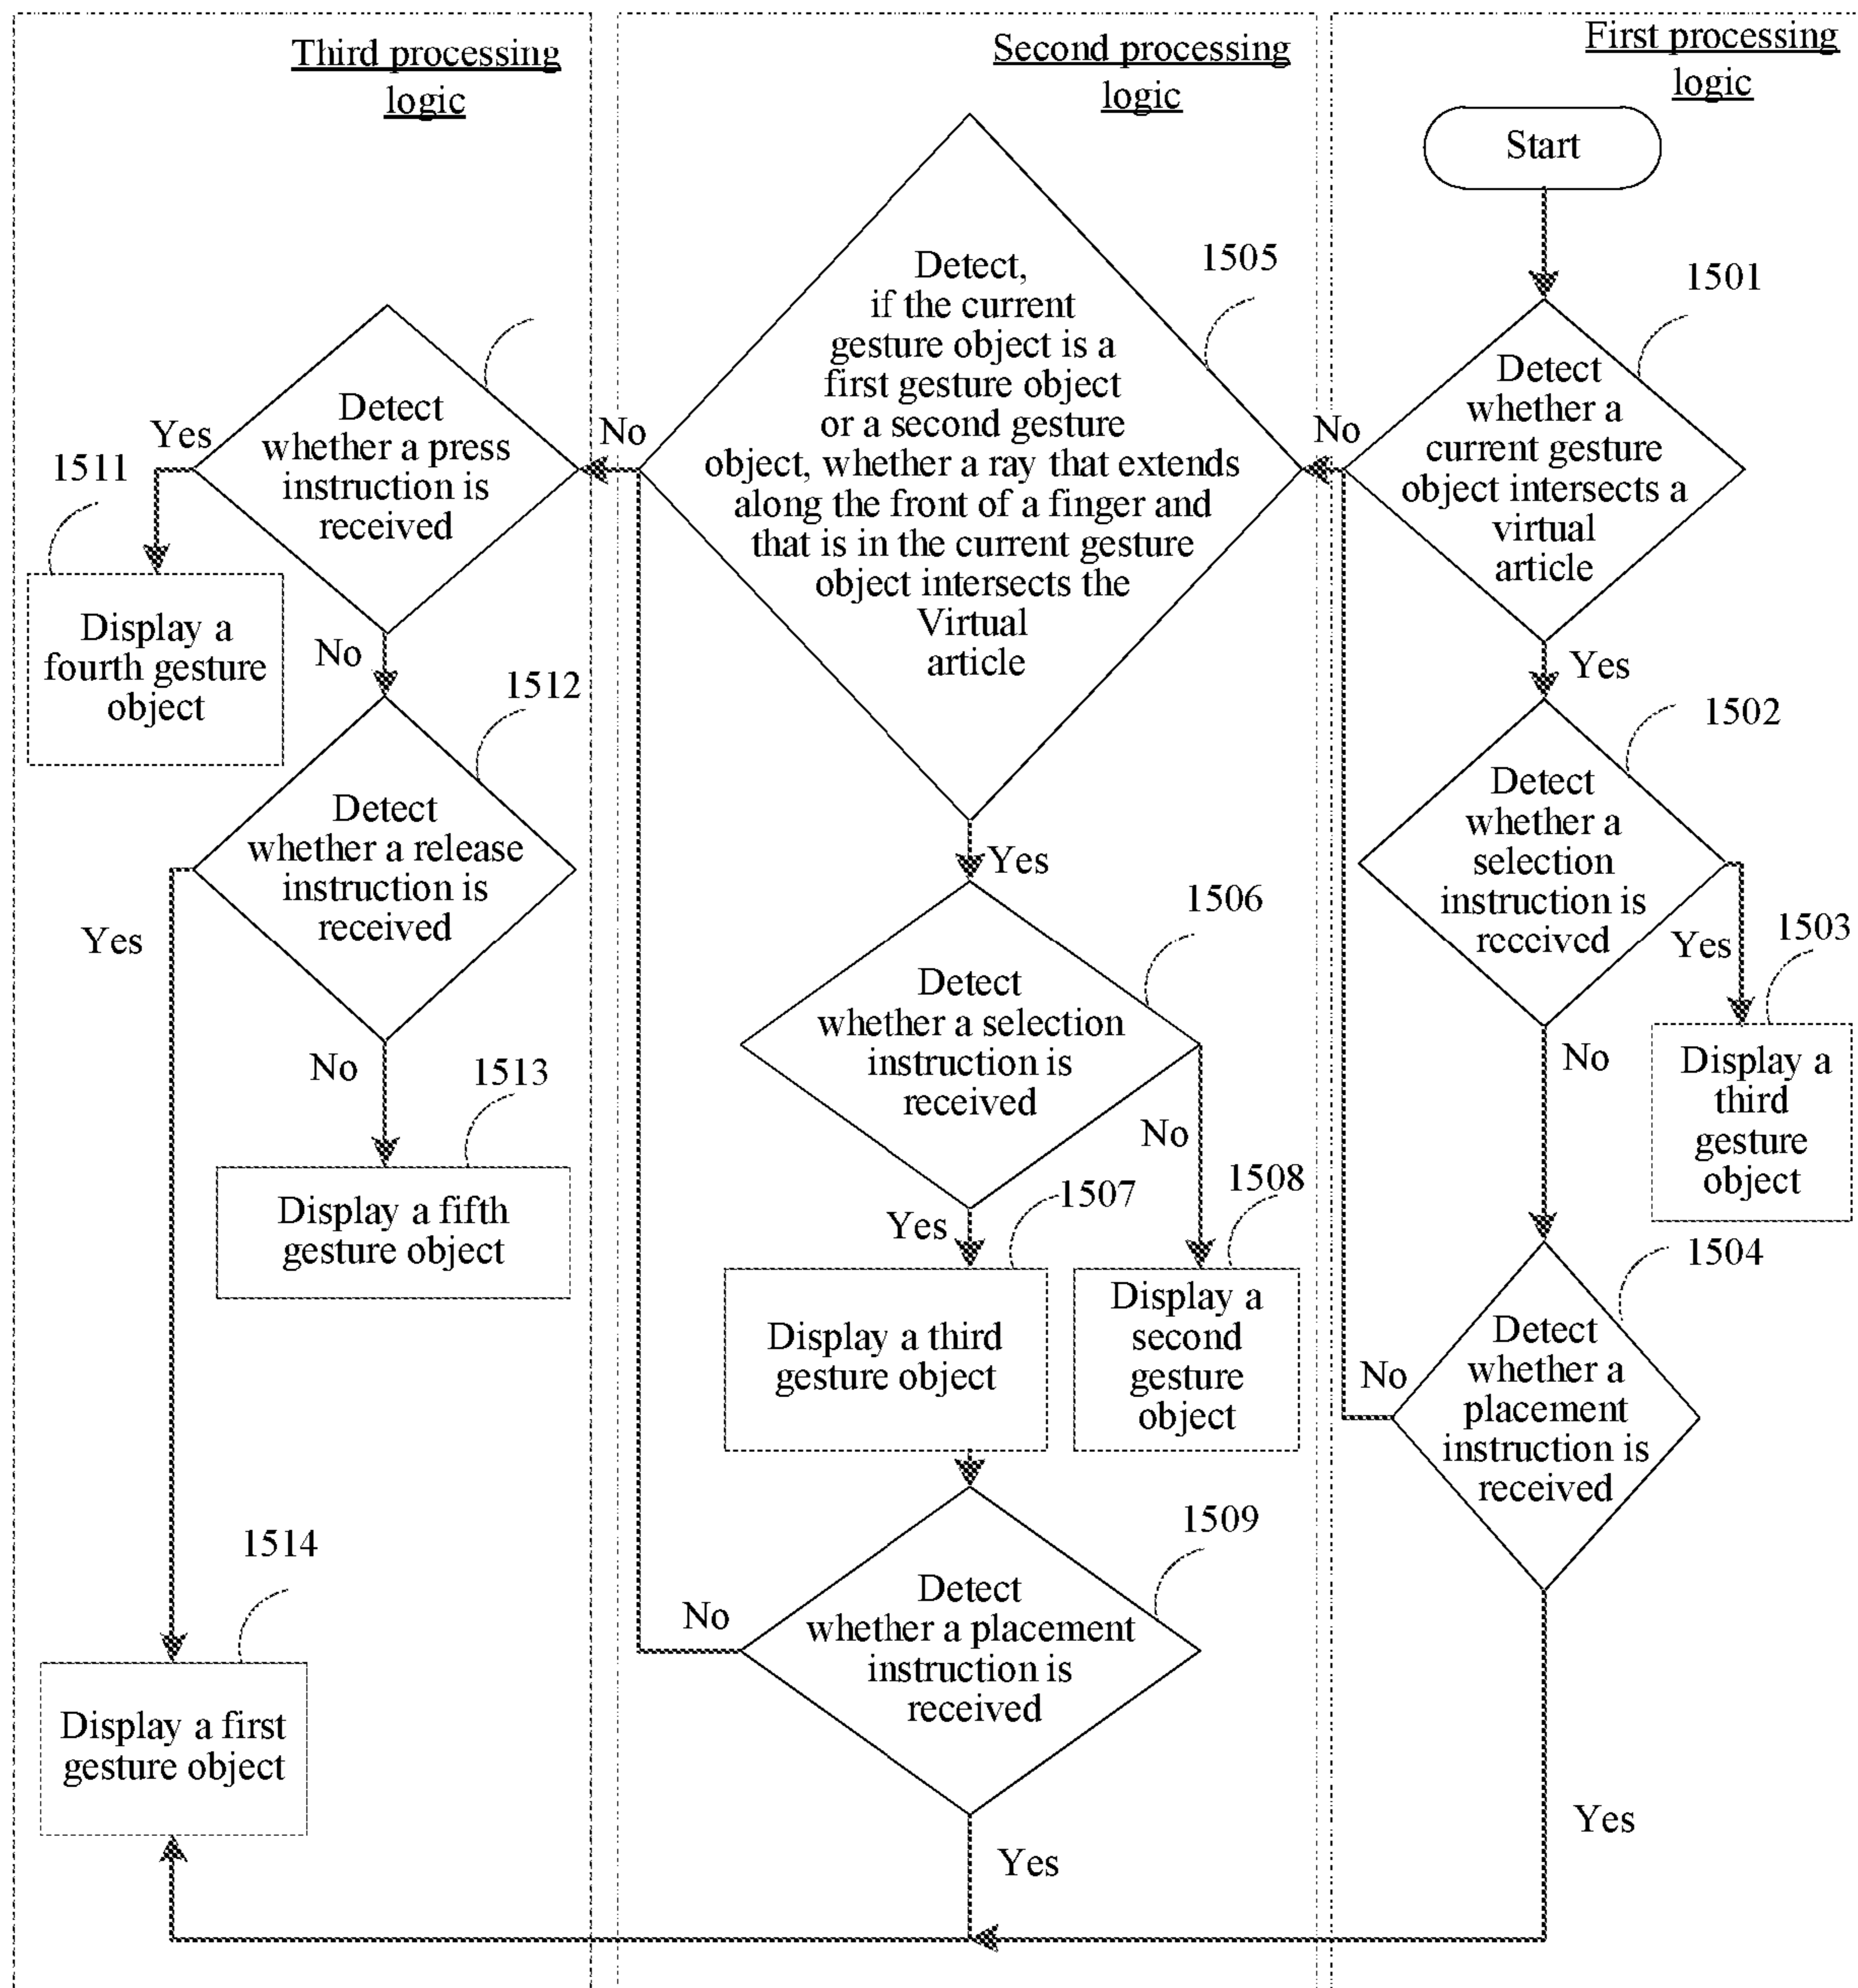 Third processing
logic
Second processing
logic
First processing
logic
Start
1501
Detect
whether a
current gesture
object intersects a
virtual
article
No
Yes
1502
Detect
whether a
selection
instruction is
received
Yes
1503
Display a
third
gesture
object
No
1504
Detect
whether a
placement
instruction is
received
No
Yes
1505
Detect,
if the current
gesture object is a
first gesture object
or a second gesture
object, whether a ray that extends
along the front of a finger and
that is in the current gesture
object intersects the
Virtual
article
No
Yes
1506
Detect
whether a selection
instruction is
received
No
Yes
1507
Display a third
gesture object
1508
Display a
second
gesture
object
1509
Detect
whether a placement
instruction is
received
No
Yes
Detect
whether a press
instruction is
received
Yes
1511
Display a
fourth gesture
object
No
1512
Detect
whether a release
instruction is
received
Yes
No
1513
Display a fifth
gesture object
1514
Display a first
gesture object